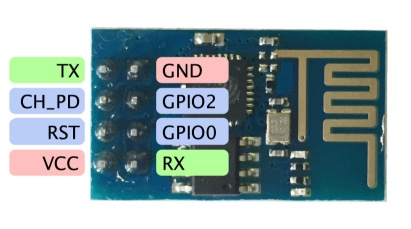 TX GND
CH_PD GPIO2
RST GPIO0
VCC RX